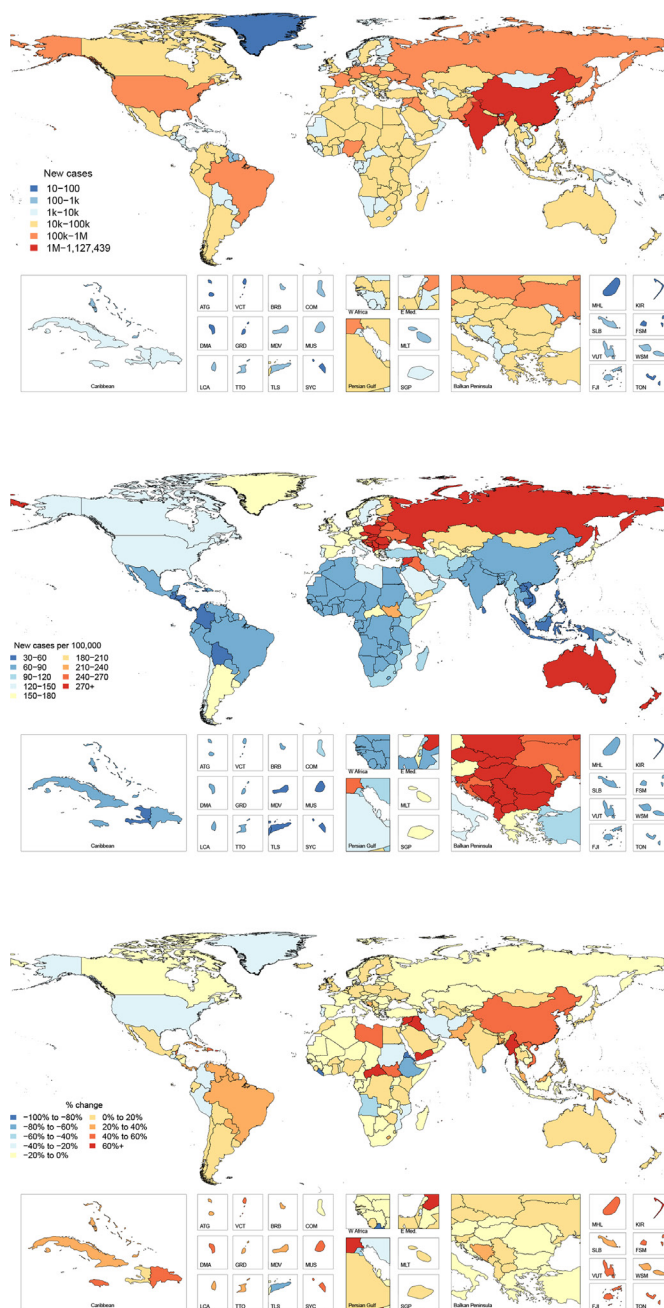 New cases
10−100
100−1k
1k−10k
10k−100k
100k−1M
1M−1,127,439
Caribbean
ATG
VCT
BRB
COM
DMA
GRD
MDV
MUS
LCA
TTO
TLS
SYC
W Africa
E Med.
Persian Gulf
MLT
SGP
Balkan Peninsula
MHL
KIR
SLB
FSM
VUT
WSM
FJI
TON
New cases per 100,000
30−60
180−210
60−90
210−240
90−120
240−270
120−150
270+
150−180
Caribbean
ATG
VCT
BRB
COM
DMA
GRD
MDV
MUS
LCA
TTO
TLS
SYC
W Africa
E Med.
Persian Gulf
MLT
SGP
Balkan Peninsula
MHL
KIR
SLB
FSM
VUT
WSM
FJI
TON
% change
−100% to −80%
0% to 20%
−80% to −60%
20% to 40%
−60% to −40%
40% to 60%
−40% to −20%
60%+
−20% to 0%
Caribbean
ATG
VCT
BRB
COM
DMA
GRD
MDV
MUS
LCA
TTO
TLS
SYC
W Africa
E Med.
Persian Gulf
MLT
SGP
Balkan Peninsula
MHL
KIR
SLB
FSM
VUT
WSM
FJI
TON